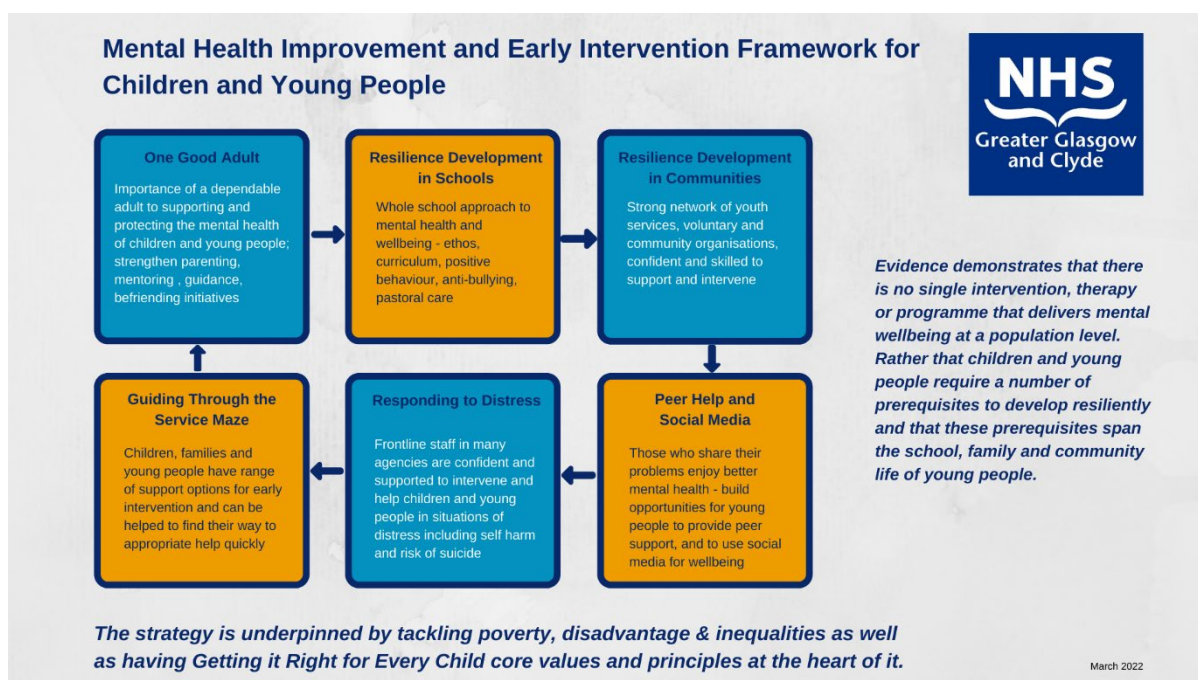 Mental Health Improvement and Early Intervention Framework for
Children and Young People
NHS
Greater Glasgow
and Clyde
One Good Adult
Importance of a dependable
adult to supporting and
protecting the mental health
of children and young people;
strengthen parenting,
mentoring , guidance,
befriending initiatives
Resilience Development
in Schools
Whole school approach to
mental health and
wellbeing - ethos,
curriculum, positive
behaviour, anti-bullying,
pastoral care
Resilience Development
in Communities
Strong network of youth
services, voluntary and
community organisations,
confident and skilled to
support and intervene
Peer Help and
Social Media
Those who share their
problems enjoy better
mental health - build
opportunities for young
people to provide peer
support, and to use social
media for wellbeing
Responding to Distress
Frontline staff in many
agencies are confident and
supported to intervene and
help children and young
people in situations of
distress including self harm
and risk of suicide
Guiding Through the
Service Maze
Children, families and
young people have range
of support options for early
intervention and can be
helped to find their way to
appropriate help quickly
Evidence demonstrates that there
is no single intervention, therapy
or programme that delivers mental
wellbeing at a population level.
Rather that children and young
people require a number of
prerequisites to develop resiliently
and that these prerequisites span
the school, family and community
life of young people.
The strategy is underpinned by tackling poverty, disadvantage & inequalities as well
as having Getting it Right for Every Child core values and principles at the heart of it.
March 2022